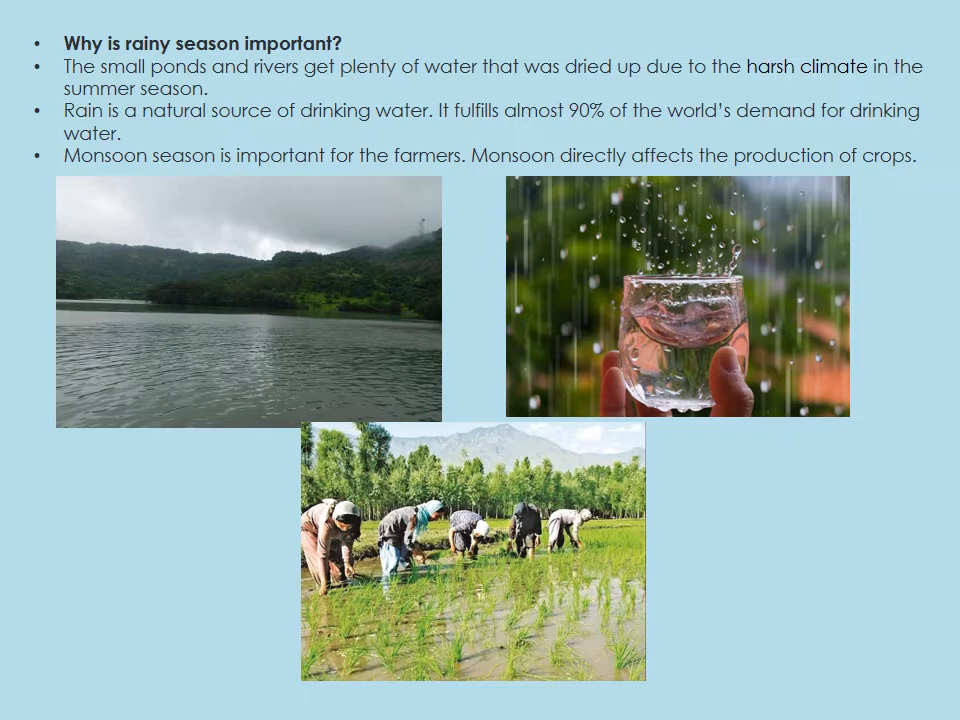 • Why is rainy season important?
• The small ponds and rivers get plenty of water that was dried up due to the harsh climate in the
summer season.
• Rain is a natural source of drinking water. It fulfills almost 90% of the world’s demand for drinking
water.
• Monsoon season is important for the farmers. Monsoon directly affects the production of crops.